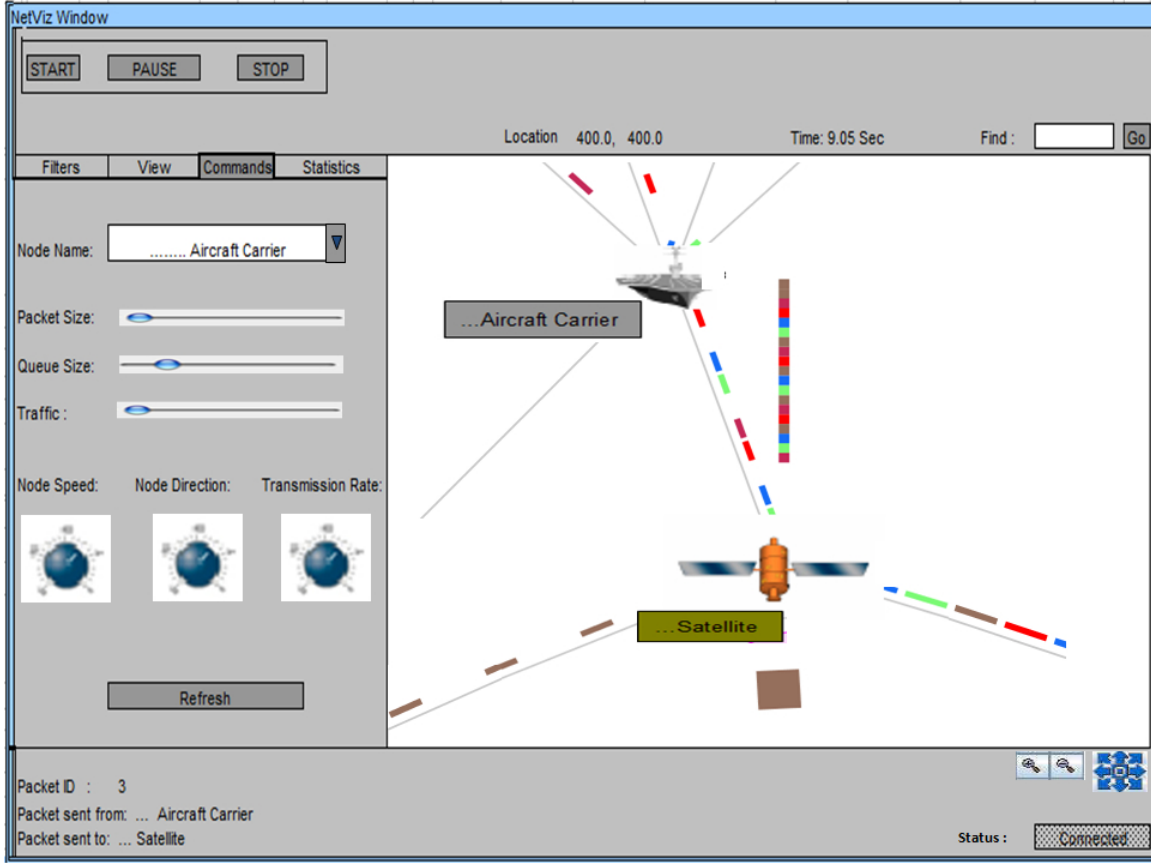 NetViz Window
START PAUSE STOP
Location 400.0, 400.0 Time: 9.05 Sec Find : Go
Filters View Commands Statistics
Node Name: ........ Aircraft Carrier
Packet Size:
Queue Size:
Traffic :
Node Speed: Node Direction: Transmission Rate:
Refresh
...Aircraft Carrier
...Satellite
Packet ID : 3
Packet sent from: ... Aircraft Carrier
Packet sent to: ... Satellite
Status : Connected